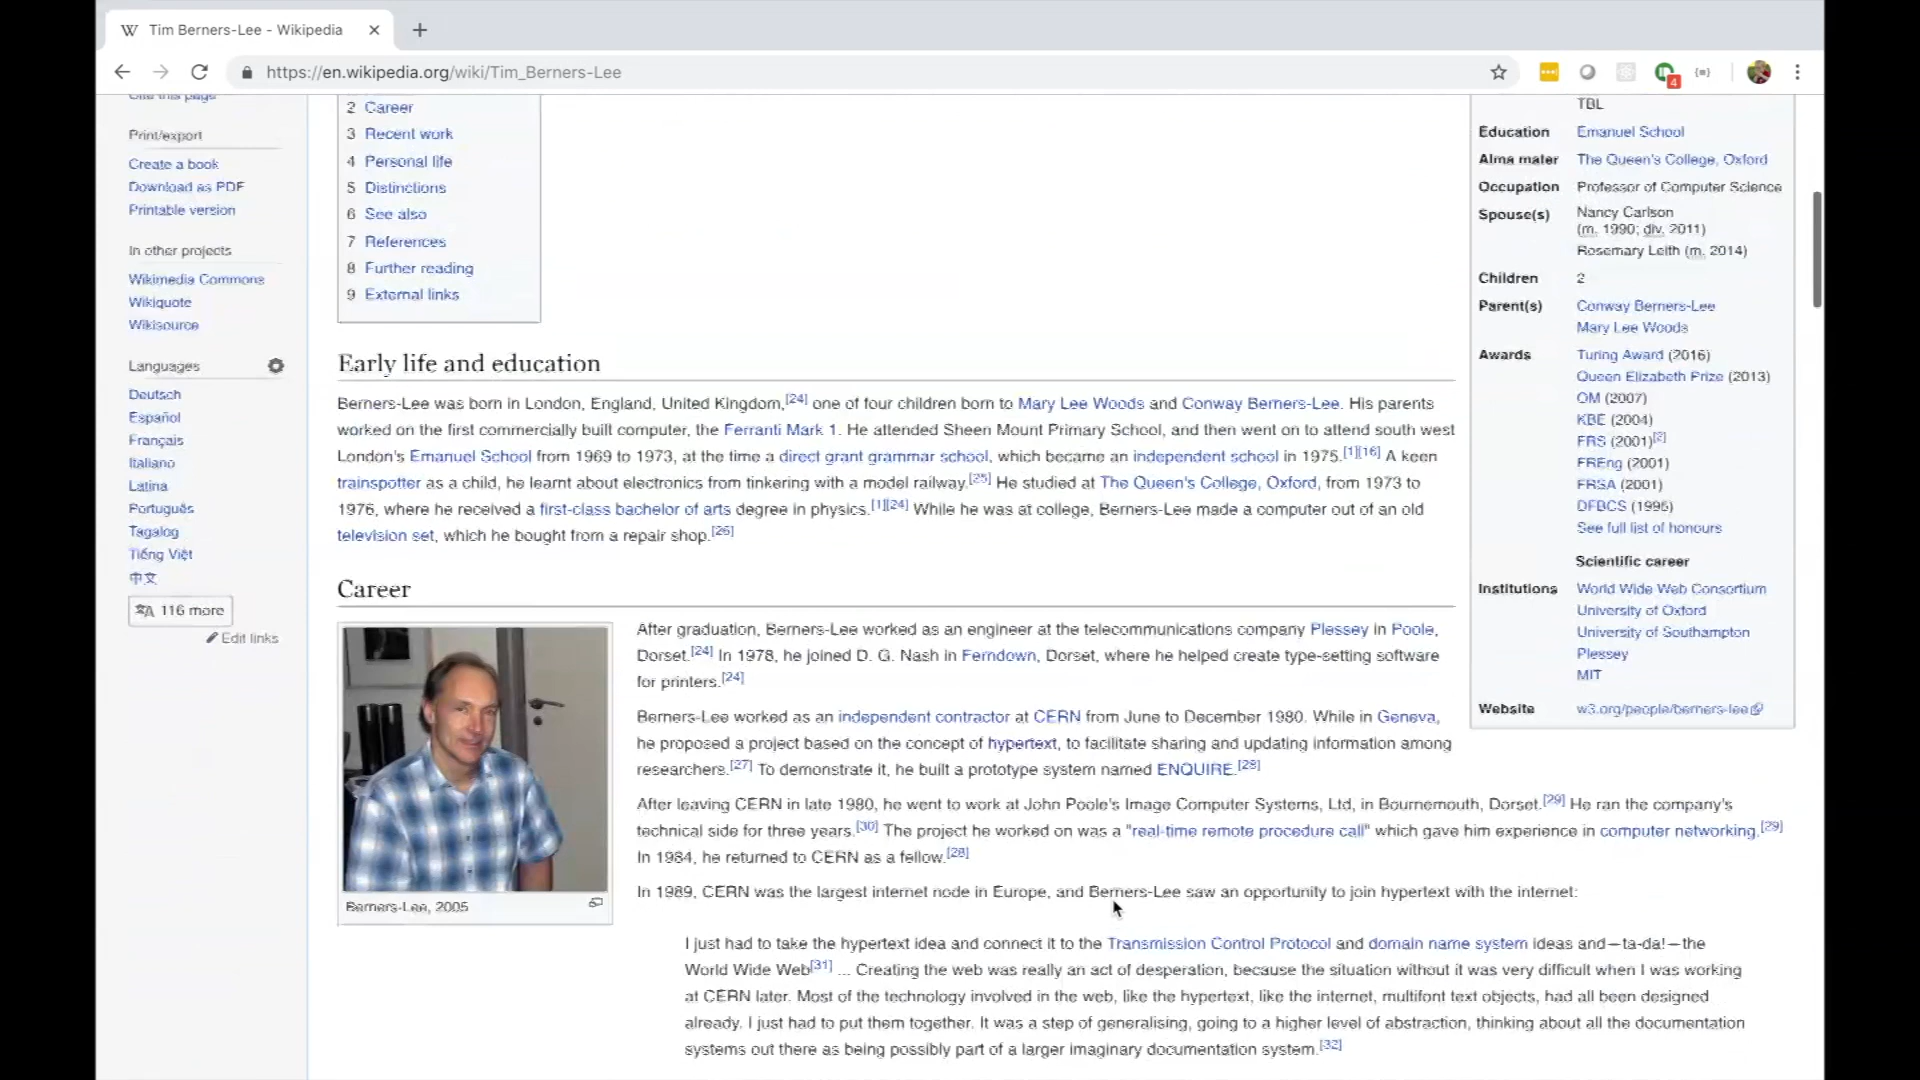 Tim Berners-Lee - Wikipedia
https://en.wikipedia.org/wiki/Tim_Berners-Lee
4
Cite this page
Print/export
Create a book
Download as PDF
Printable version
In other projects
Wikimedia Commons
Wikiquote
Wikisource
Languages
Deutsch
Español
Français
Italiano
Latina
Português
Tagalog
Tiếng Việt
中文
116 more
Edit links
2 Career
3 Recent work
4 Personal life
5 Distinctions
6 See also
7 References
8 Further reading
9 External links
Early life and education
Berners-Lee was born in London, England, United Kingdom,[24] one of four children born to Mary Lee Woods and Conway Berners-Lee. His parents
worked on the first commercially built computer, the Ferranti Mark 1. He attended Sheen Mount Primary School, and then went on to attend south west
London's Emanuel School from 1969 to 1973, at the time a direct grant grammar school, which became an independent school in 1975.[1][16] A keen
trainspotter as a child, he learnt about electronics from tinkering with a model railway.[25] He studied at The Queen's College, Oxford, from 1973 to
1976, where he received a first-class bachelor of arts degree in physics.[1][24] While he was at college, Berners-Lee made a computer out of an old
television set, which he bought from a repair shop.[26]
Career
Berners-Lee, 2005
After graduation, Berners-Lee worked as an engineer at the telecommunications company Plessey in Poole,
Dorset.[24] In 1978, he joined D. G. Nash in Ferndown, Dorset, where he helped create type-setting software
for printers.[24]
Berners-Lee worked as an independent contractor at CERN from June to December 1980. While in Geneva,
he proposed a project based on the concept of hypertext, to facilitate sharing and updating information among
researchers.[27] To demonstrate it, he built a prototype system named ENQUIRE.[28]
After leaving CERN in late 1980, he went to work at John Poole's Image Computer Systems, Ltd, in Bournemouth, Dorset.[29] He ran the company's
technical side for three years.[30] The project he worked on was a "real-time remote procedure call" which gave him experience in computer networking.[29]
In 1984, he returned to CERN as a fellow.[28]
In 1989, CERN was the largest internet node in Europe, and Berners-Lee saw an opportunity to join hypertext with the internet:
I just had to take the hypertext idea and connect it to the Transmission Control Protocol and domain name system ideas and—ta-da!—the
World Wide Web[31] ... Creating the web was really an act of desperation, because the situation without it was very difficult when I was working
at CERN later. Most of the technology involved in the web, like the hypertext, like the internet, multifont text objects, had all been designed
already. I just had to put them together. It was a step of generalising, going to a higher level of abstraction, thinking about all the documentation
systems out there as being possibly part of a larger imaginary documentation system.[32]
TBL
Education Emanuel School
Alma mater The Queen's College, Oxford
Occupation Professor of Computer Science
Spouse(s) Nancy Carlson
(m. 1990; div. 2011)
Rosemary Leith (m. 2014)
Children 2
Parent(s) Conway Berners-Lee
Mary Lee Woods
Awards Turing Award (2016)
Queen Elizabeth Prize (2013)
OM (2007)
KBE (2004)
FRS (2001)[2]
FREng (2001)
FRSA (2001)
DFBCS (1995)
See full list of honours
Scientific career
Institutions World Wide Web Consortium
University of Oxford
University of Southampton
Plessey
MIT
Website w3.org/people/berners-lee